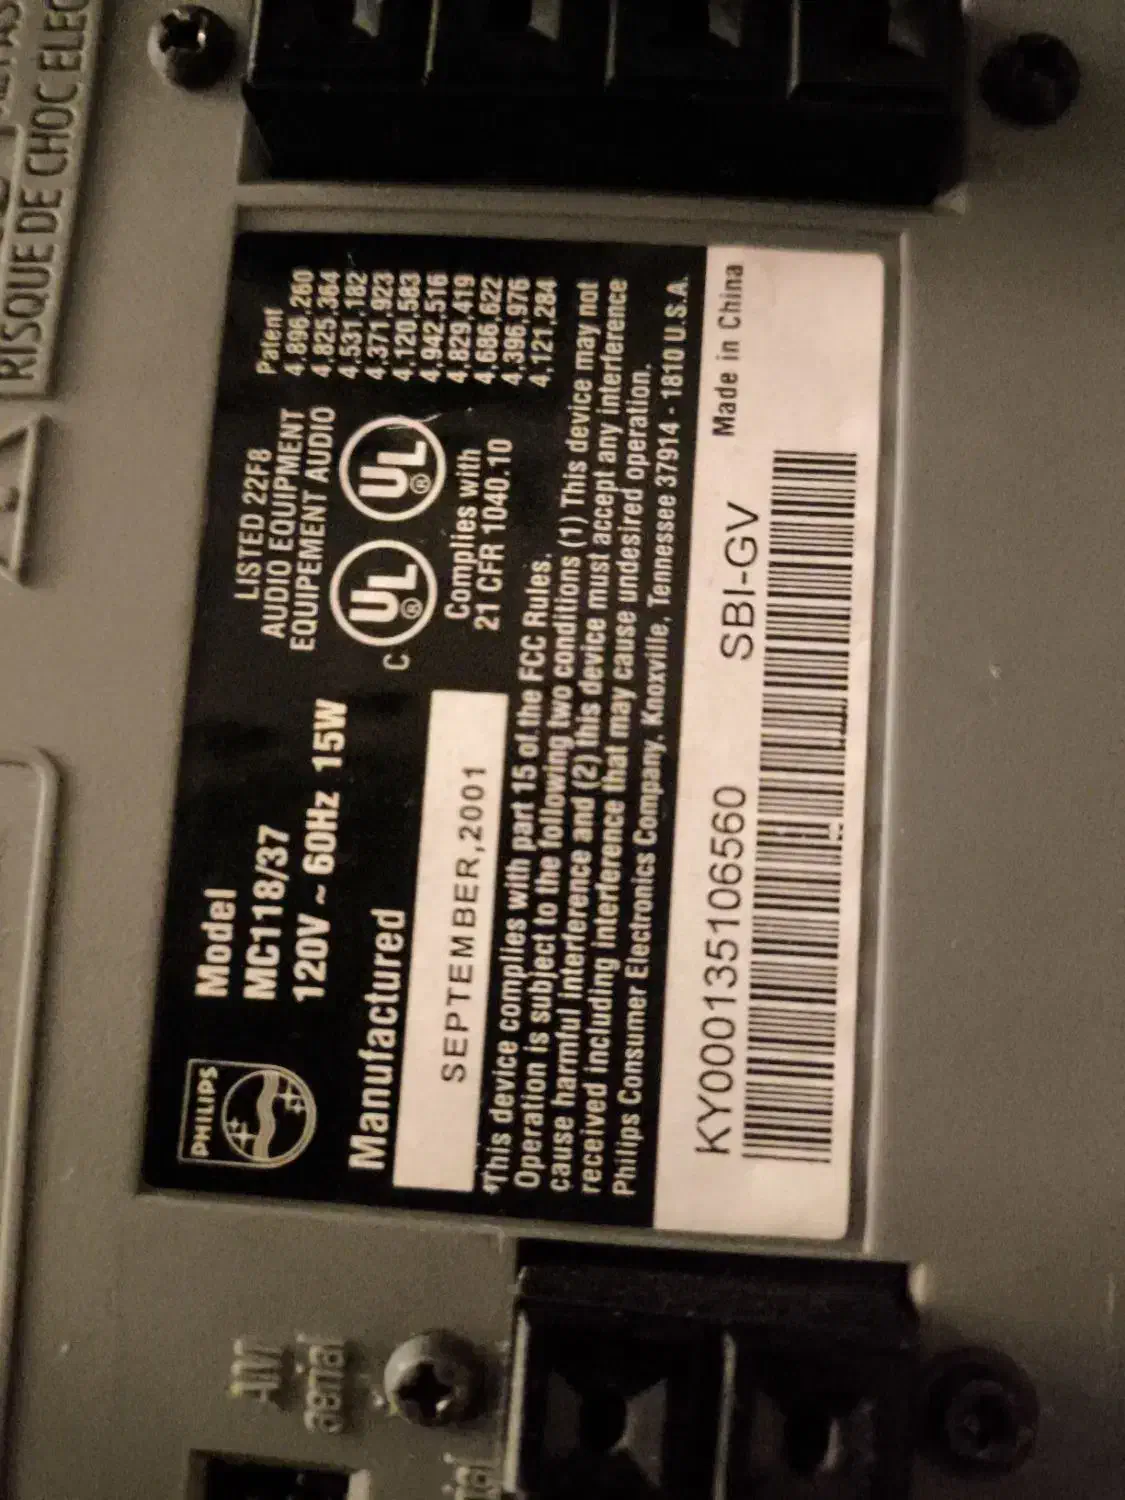 RISQUE DE CHOC ELEC
PHILIPS
Model
MC118/37
120V ~ 60Hz 15W
Manufactured
SEPTEMBER,2001
LISTED 22F8
AUDIO EQUIPMENT
EQUIPEMENT AUDIO
C UL ® UL ®
Complies with
21 CFR 1040.10
Patent
4.896.260
4.825.364
4.531.182
4.371.923
4.120.583
4.942.516
4.829.419
4.686.622
4.396.976
4,121,284
This device complies with part 15 of the FCC Rules.
Operation is subject to the following two conditions (1) This device may not
cause harmful interference and (2) this device must accept any interference
received including interference that may cause undesired operation.
Philips Consumer Electronics Company, Knoxville, Tennessee 37914 - 1810 U.S.A.
Made in China
KY000135106560 SBI-GV
AM
aerial